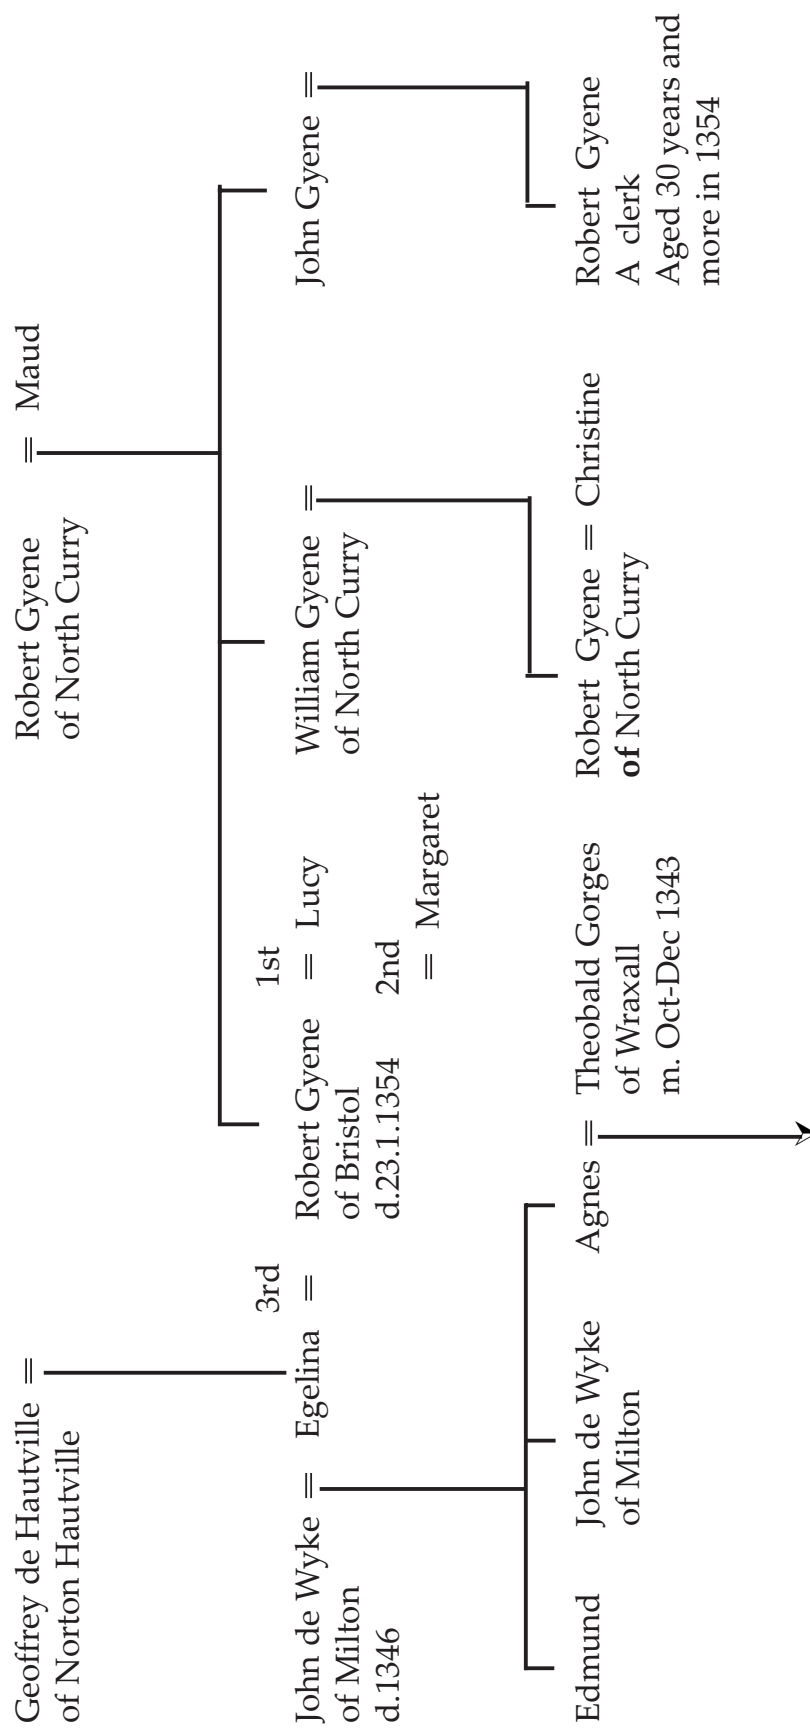 Geoffrey de Hautville =
of Norton Hautville
Robert Gyene = Maud
of North Curry
3rd
1st
John de Wyke = Egelina =
of Milton
d.1346
Robert Gyene = Lucy
of Bristol
d.23.1.1354
2nd
= Margaret
William Gyene =
of North Curry
John Gyene =
Edmund
John de Wyke
of Milton
Agnes = Theobald Gorges
of Wraxall
m. Oct-Dec 1343
Robert Gyene = Christine
of North Curry
Robert Gyene
A clerk
Aged 30 years and
more in 1354